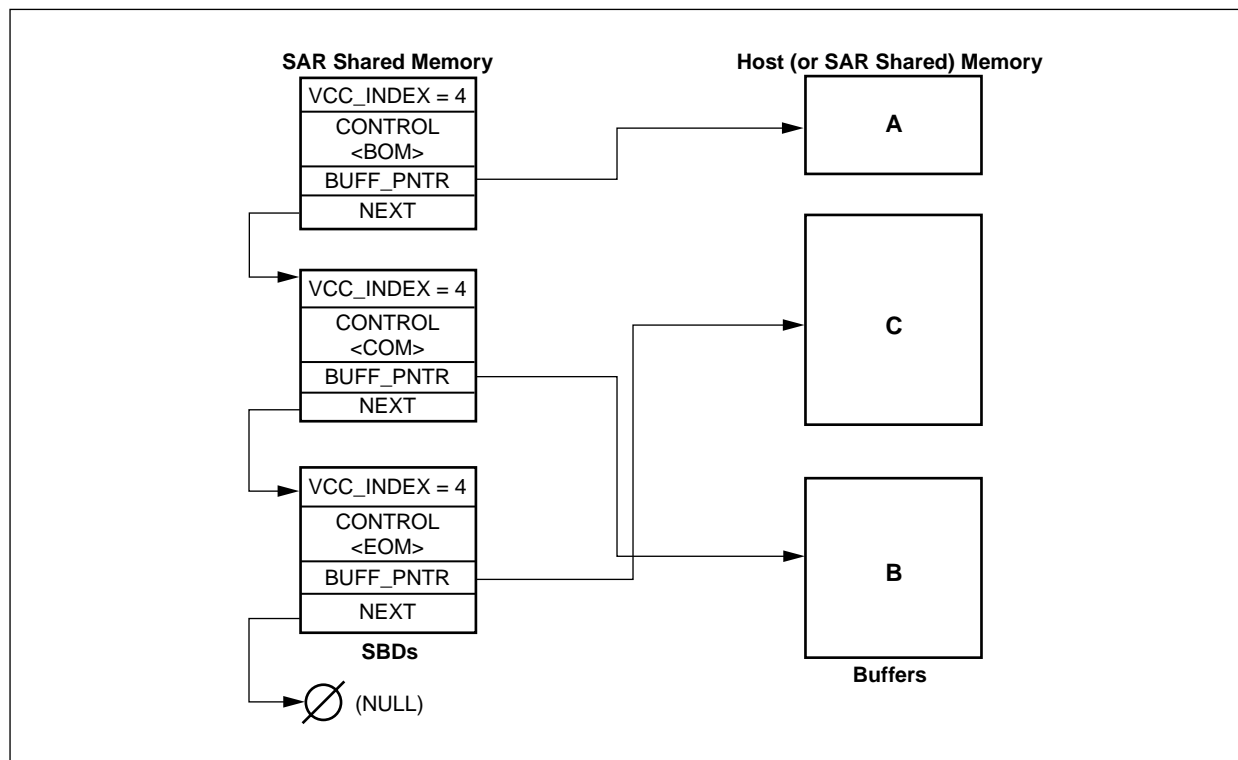 SAR Shared Memory
VCC_INDEX = 4
CONTROL
<BOM>
BUFF_PNTR
NEXT
VCC_INDEX = 4
CONTROL
<COM>
BUFF_PNTR
NEXT
VCC_INDEX = 4
CONTROL
<EOM>
BUFF_PNTR
NEXT
SBDs
(NULL)
Host (or SAR Shared) Memory
A
C
B
Buffers